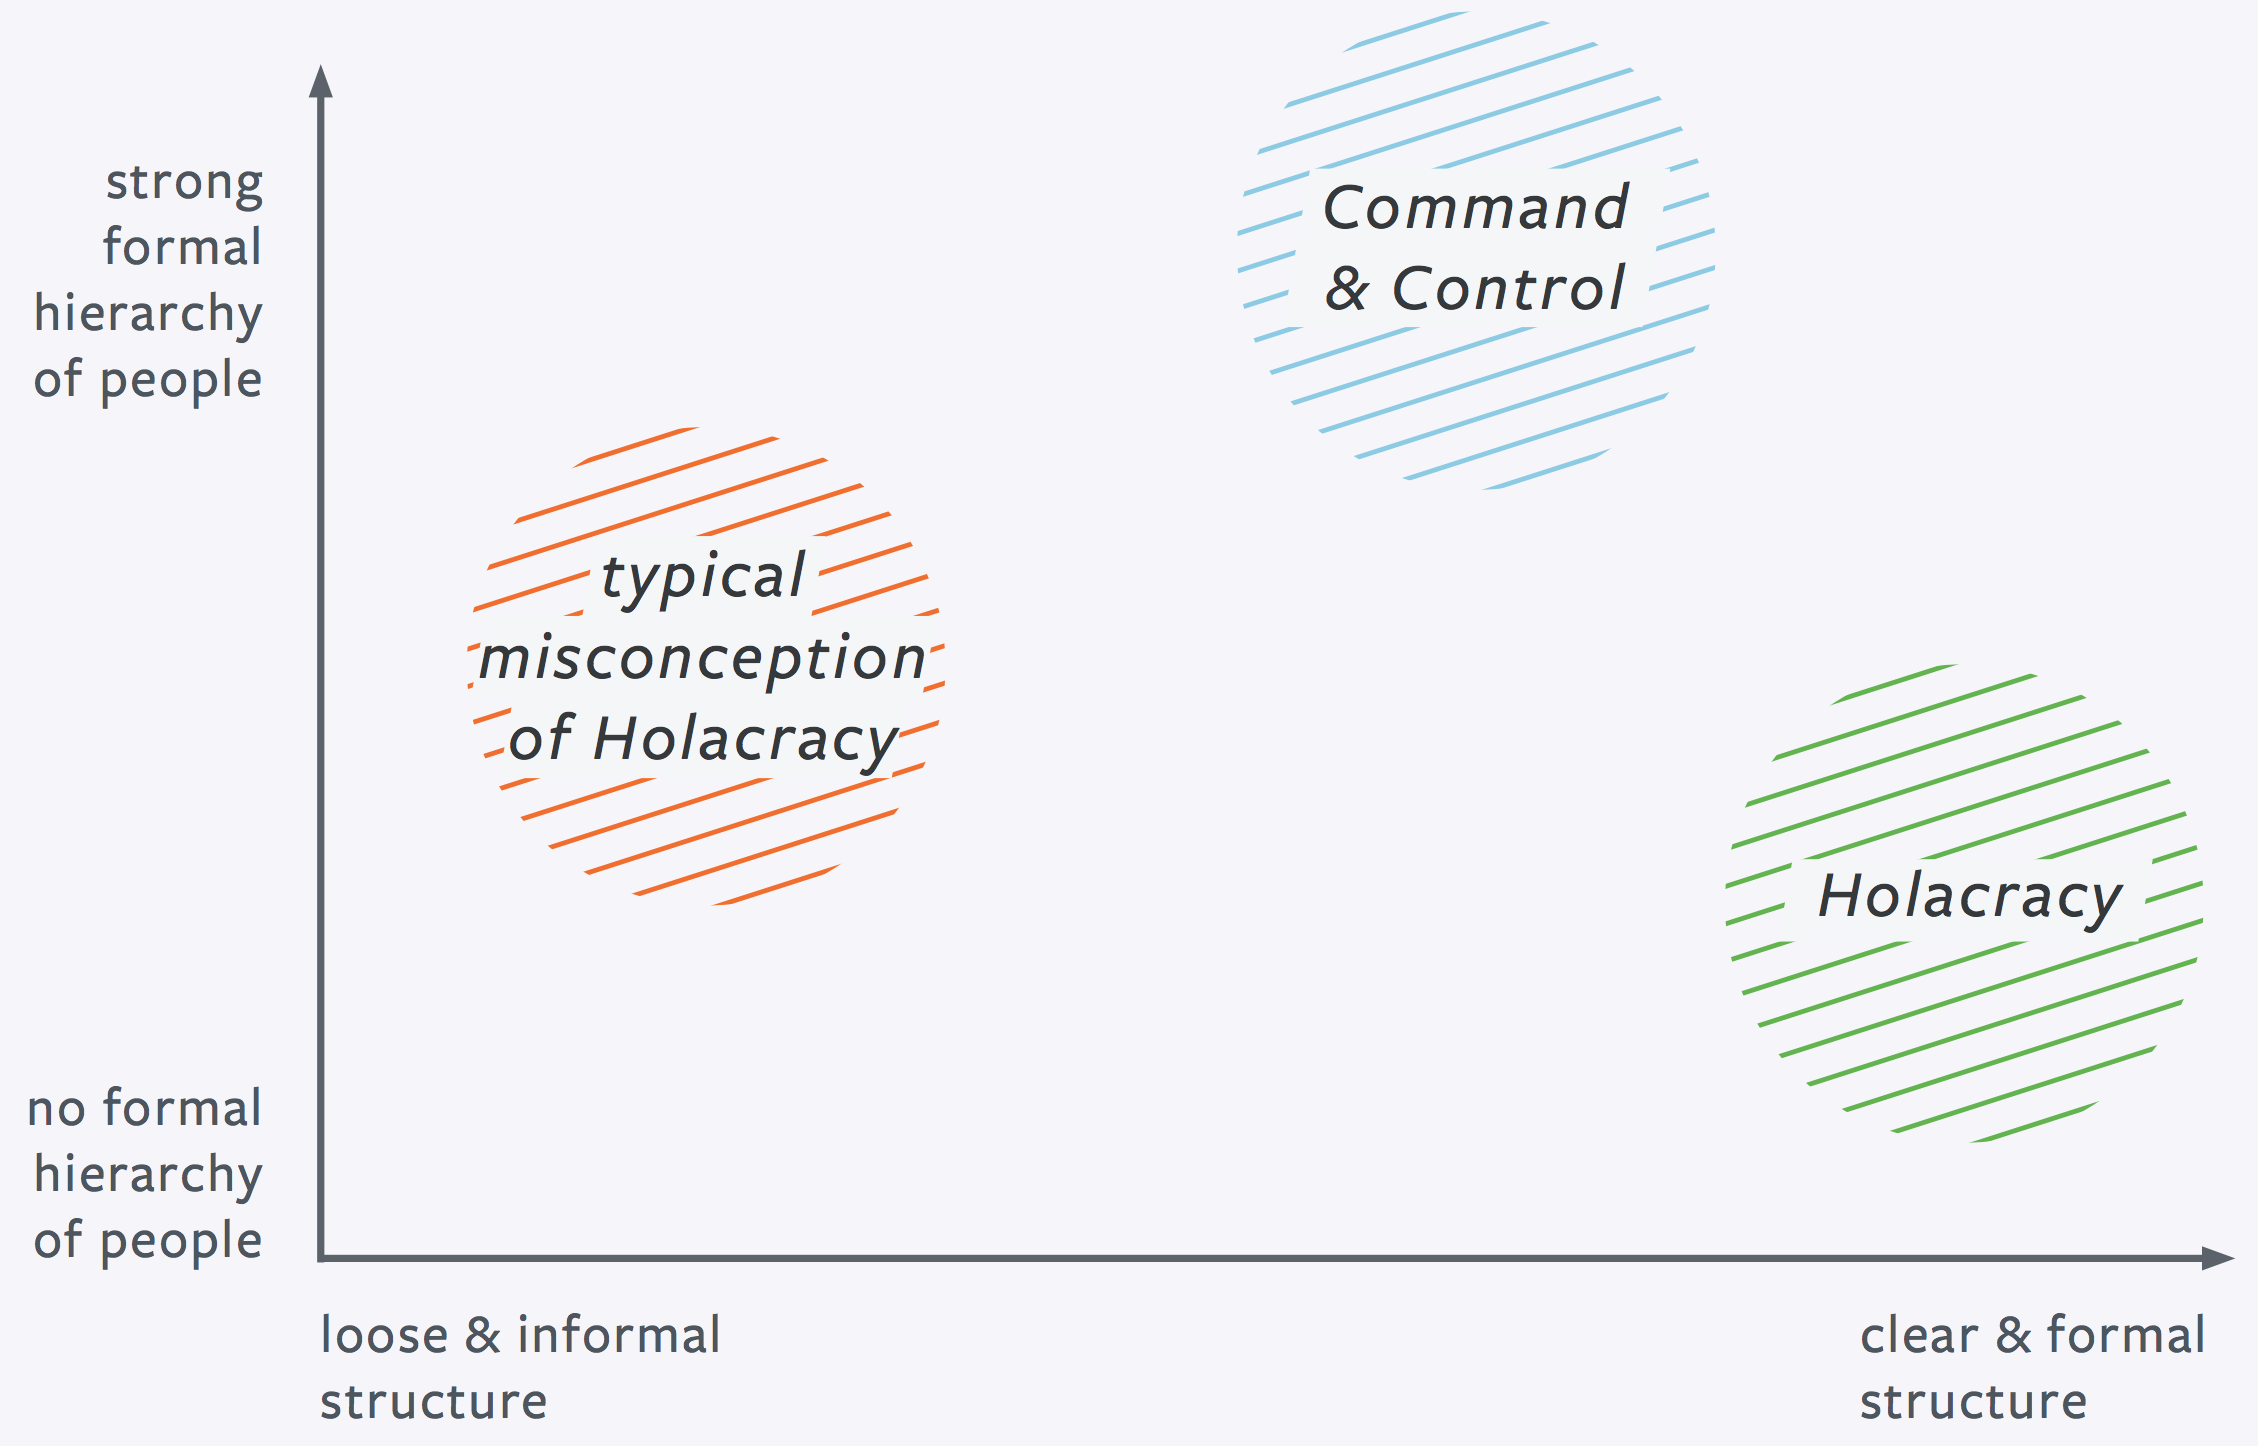 strong
formal
hierarchy
of people
Command
& Control
typical
misconception
of Holacracy
Holacracy
no formal
hierarchy
of people
loose & informal
structure
clear & formal
structure